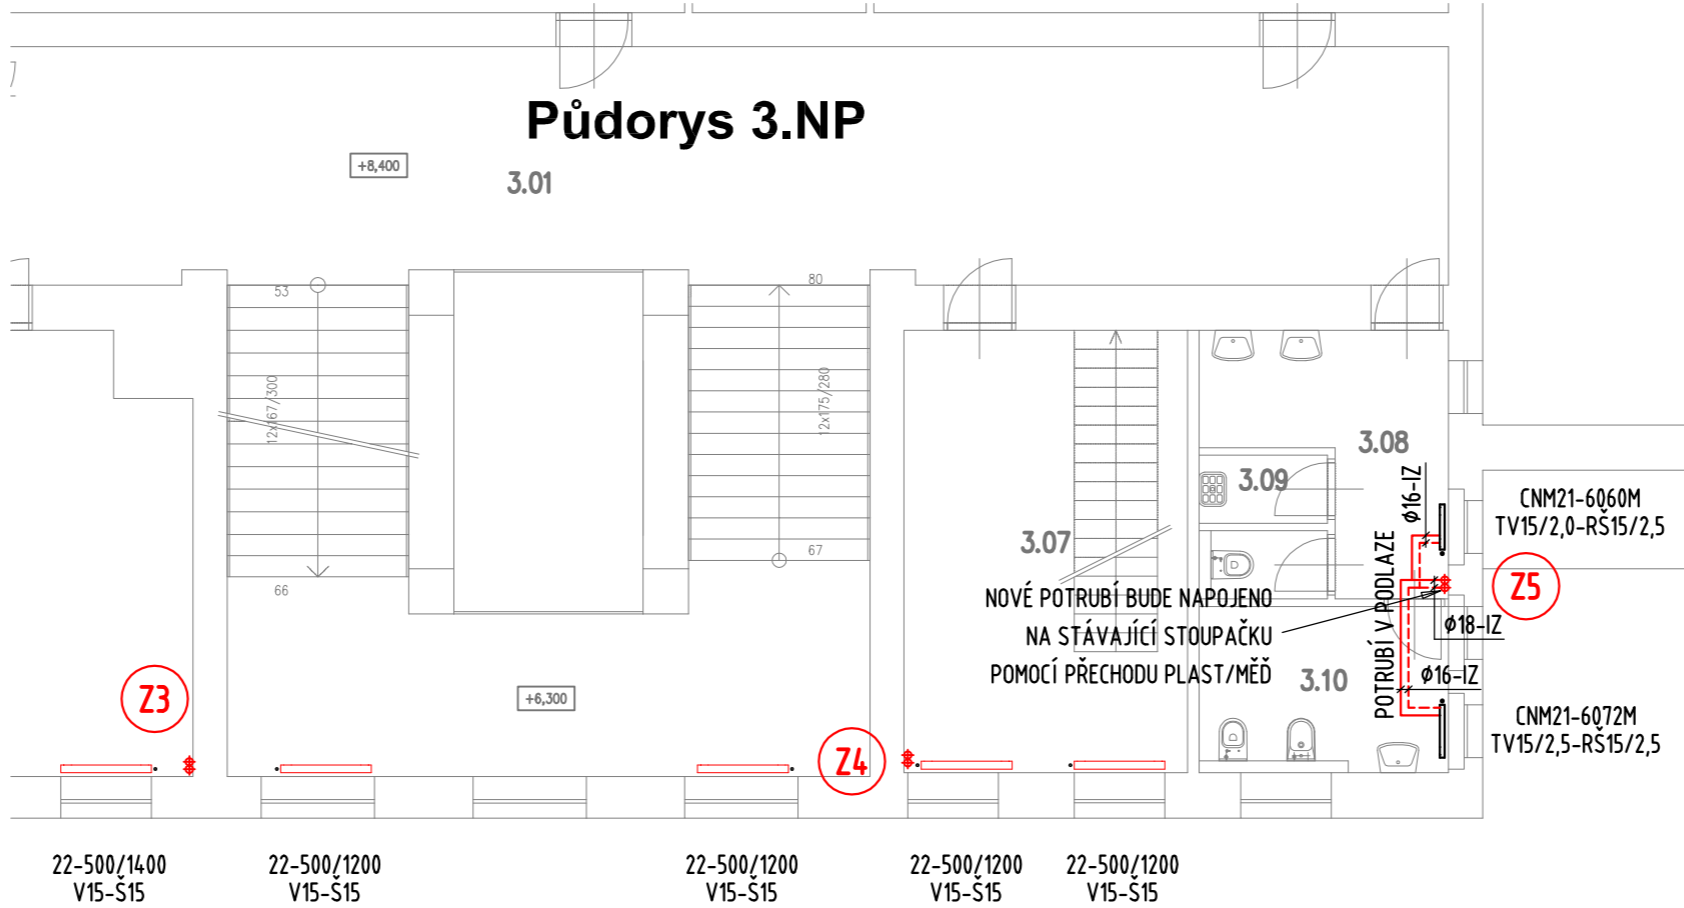 Půdorys 3.NP
+8,400
3.01
53
80
12x167/300
12x175/280
66
67
3.07
3.08
3.09
3.10
ϕ16-IZ
CNM21-6060M
TV15/2,0-RŠ15/2,5
Z5
NOVÉ POTRUBÍ BUDE NAPOJENO
NA STÁVAJÍCÍ STOUPAČKU
POMOCÍ PŘECHODU PLAST/MĚĎ
POTRUBÍ V PODLAZE
ϕ18-IZ
ϕ16-IZ
CNM21-6072M
TV15/2,5-RŠ15/2,5
Z3
+6,300
Z4
22-500/1400
V15-Š15
22-500/1200
V15-Š15
22-500/1200
V15-Š15
22-500/1200
V15-Š15
22-500/1200
V15-Š15